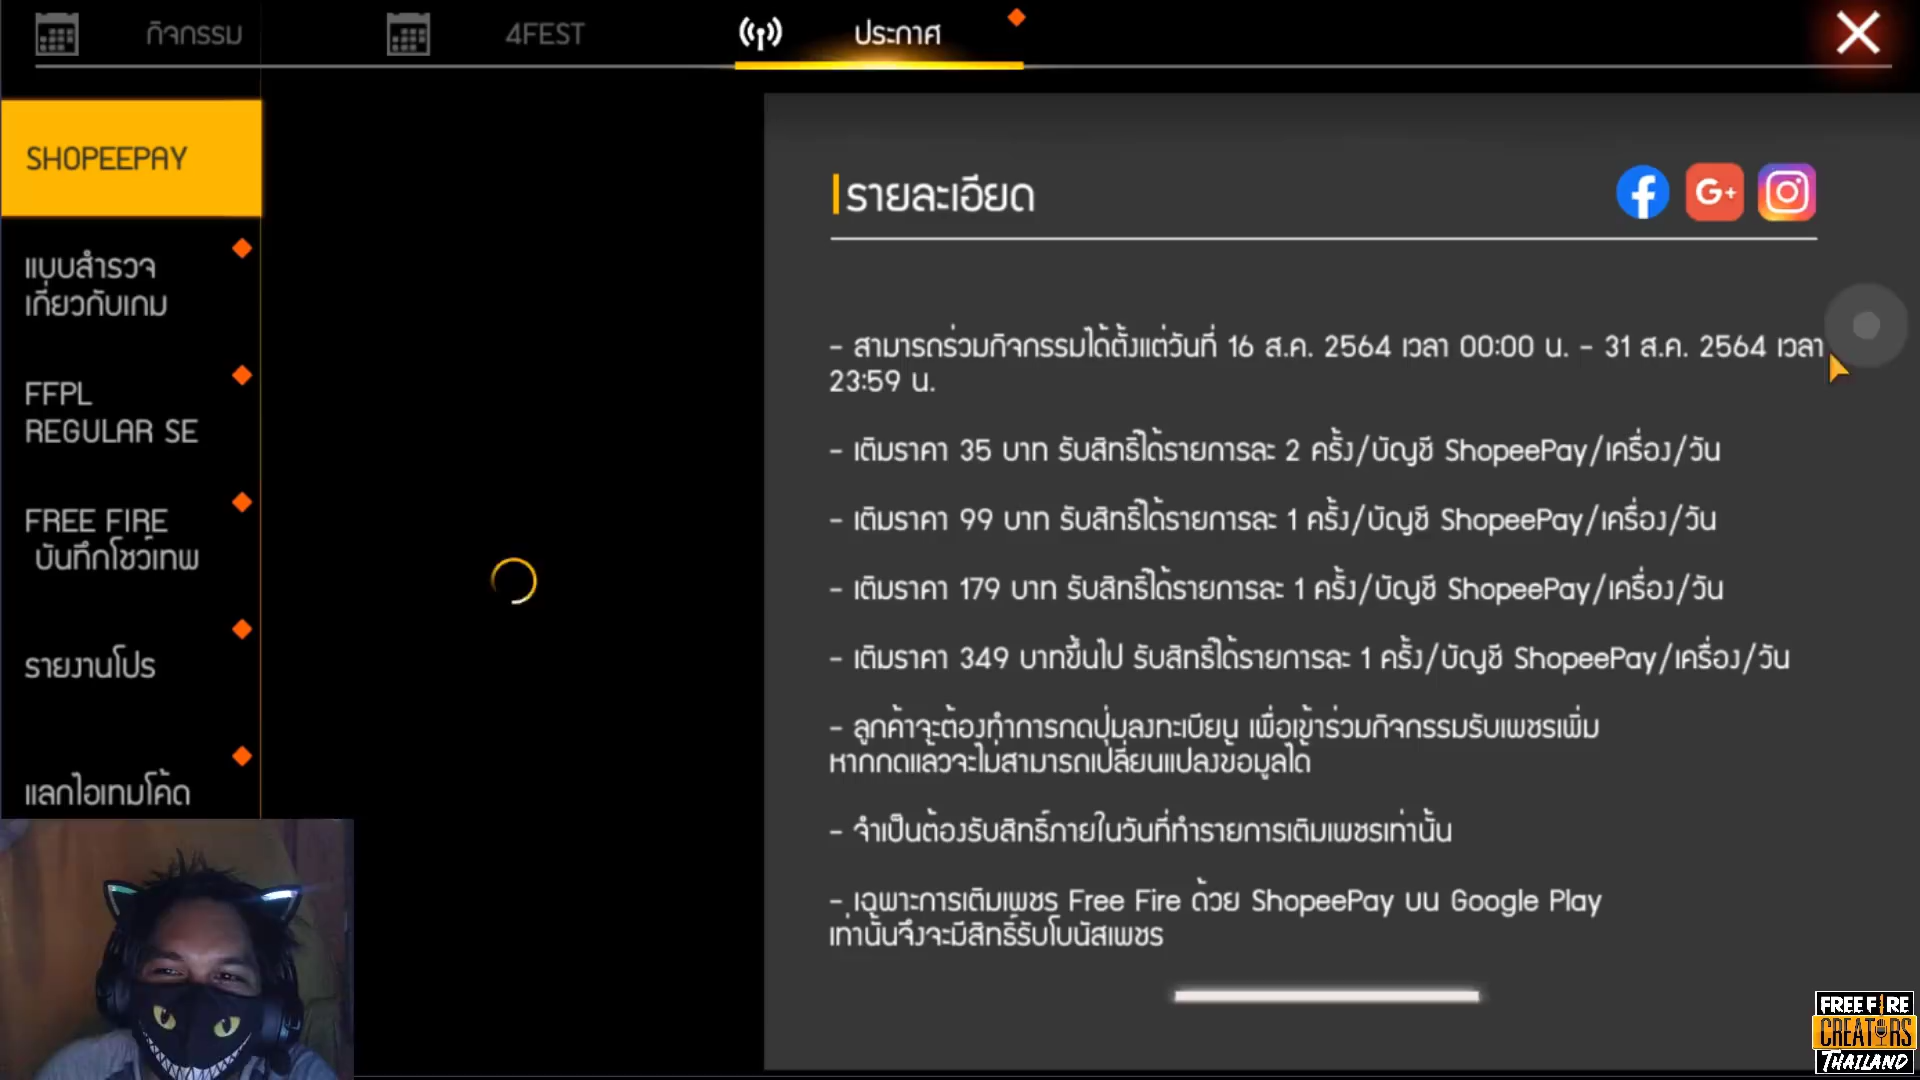 กิจกรรม
4FEST
ประกาศ
SHOPEEPAY
แบบสำรวจ
เกี่ยวกับเกม
FFPL
REGULAR SE
FREE FIRE
บันทึกโชว์เทพ
รายงานโปร
แลกไอเทมโค้ด
รายละเอียด
G+
- สามารถร่วมกิจกรรมได้ตั้งแต่วันที่ 16 ส.ค. 2564 เวลา 00:00 น. - 31 ส.ค. 2564 เวลา
23:59 น.
- เติมราคา 35 บาท รับสิทธิ์ได้รายการละ 2 ครั้ง/บัญชี ShopeePay/เครื่อง/วัน
- เติมราคา 99 บาท รับสิทธิ์ได้รายการละ 1 ครั้ง/บัญชี ShopeePay/เครื่อง/วัน
- เติมราคา 179 บาท รับสิทธิ์ได้รายการละ 1 ครั้ง/บัญชี ShopeePay/เครื่อง/วัน
- เติมราคา 349 บาทขึ้นไป รับสิทธิ์ได้รายการละ 1 ครั้ง/บัญชี ShopeePay/เครื่อง/วัน
- ลูกค้าจะต้องทำการกดปุ่มลงทะเบียน เพื่อเข้าร่วมกิจกรรมรับเพชรเพิ่ม
หากกดแล้วจะไม่สามารถเปลี่ยนแปลงข้อมูลได้
- จำเป็นต้องรับสิทธิ์ภายในวันที่ทำรายการเติมเพชรเท่านั้น
- เฉพาะการเติมเพชร Free Fire ด้วย ShopeePay บน Google Play
เท่านั้นจึงจะมีสิทธิ์รับโบนัสเพชร
FREE FIRE
CREATORS
THAILAND